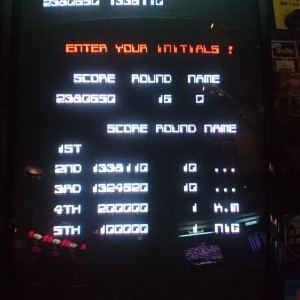 2380650 1338110
ENTER YOUR INITIALS !
SCORE ROUND NAME
2380650 15 Q
SCORE ROUND NAME
1ST
2ND 1338110 10 ...
3RD 1324620 10 ...
4TH 200000 1 K.M
5TH 100000 1 NIG